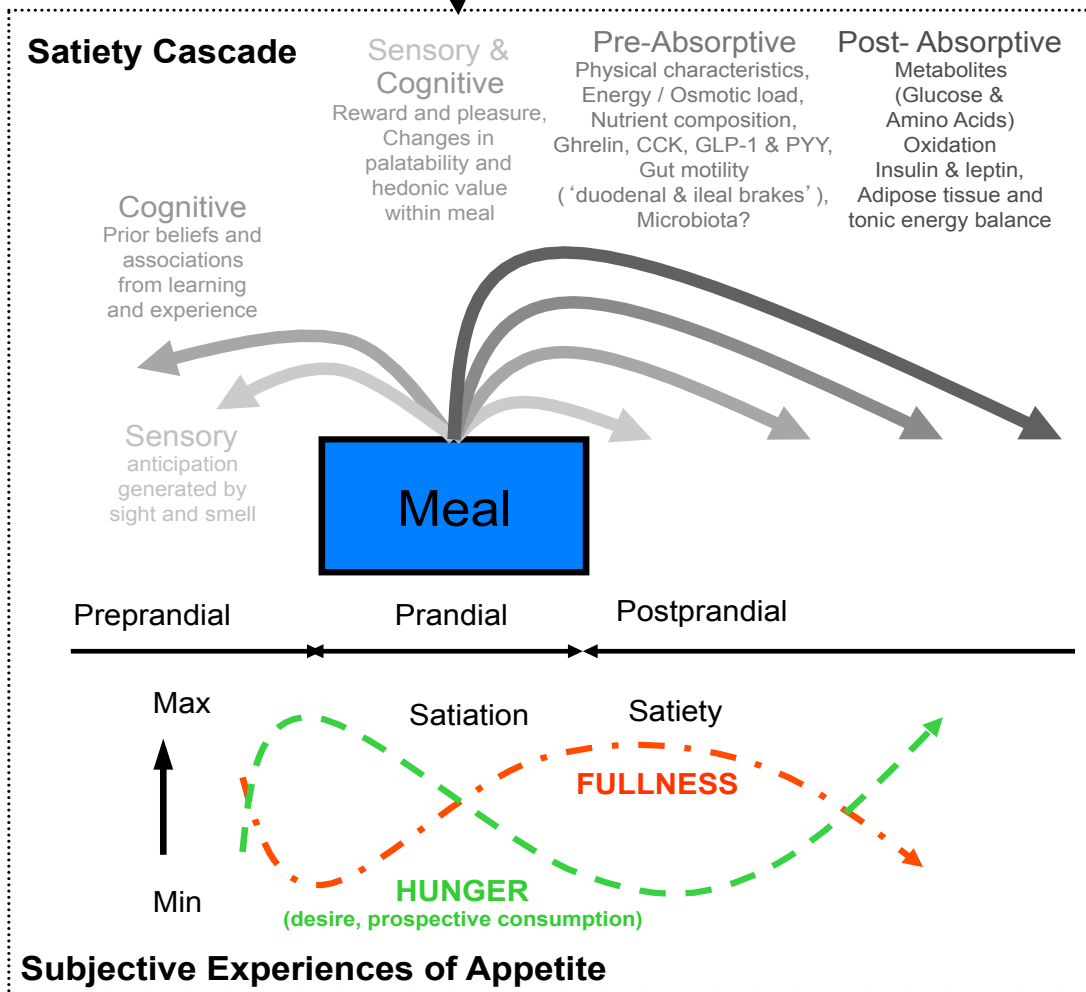 Satiety Cascade
Sensory &
Cognitive
Reward and pleasure,
Changes in
palatability and
hedonic value
within meal
Pre-Absorptive
Physical characteristics,
Energy / Osmotic load,
Nutrient composition,
Ghrelin, CCK, GLP-1 & PYY,
Gut motility
( ‘duodenal & ileal brakes’ ),
Microbiota?
Post- Absorptive
Metabolites
(Glucose &
Amino Acids)
Oxidation
Insulin & leptin,
Adipose tissue and
tonic energy balance
Cognitive
Prior beliefs and
associations
from learning
and experience
Sensory
anticipation
generated by
sight and smell
Meal
Preprandial
Prandial
Postprandial
Max
Min
Satiation
Satiety
FULLNESS
HUNGER
(desire, prospective consumption)
Subjective Experiences of Appetite